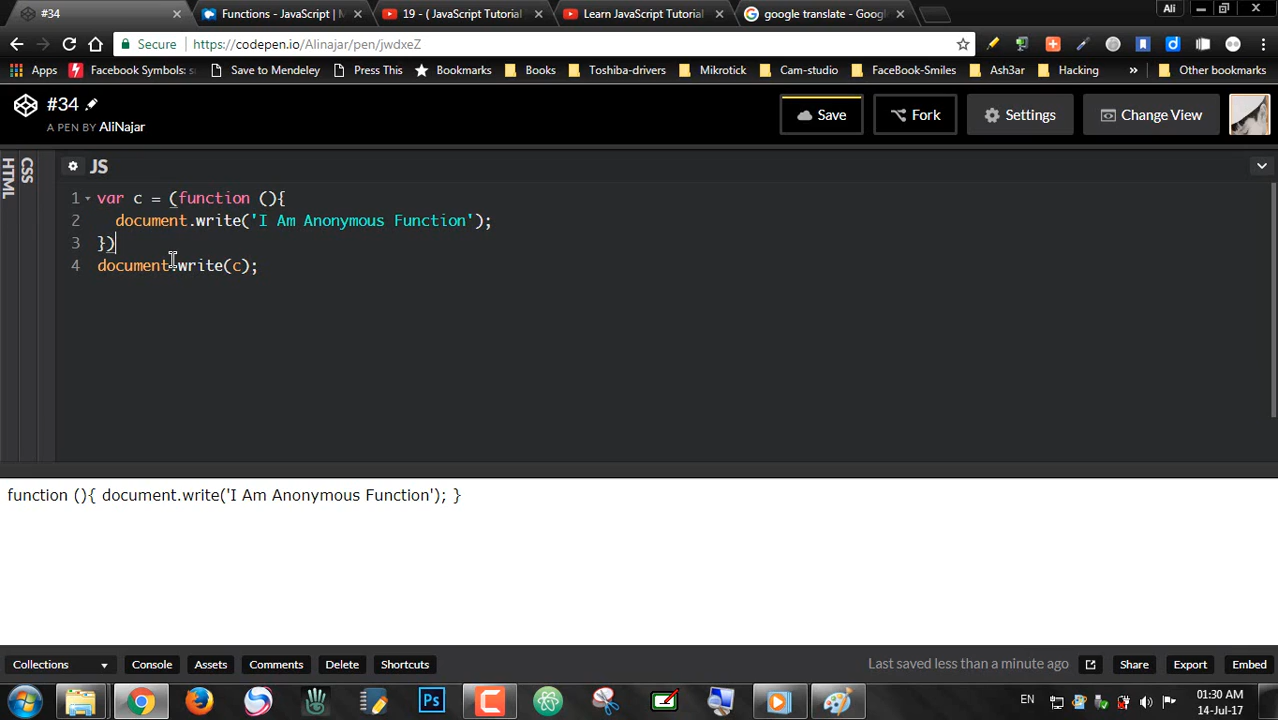 #34
Functions - JavaScript | M
19 - ( JavaScript Tutorial
Learn JavaScript Tutorial
google translate - Googl
Ali
Secure
https://codepen.io/Alinajar/pen/jwdxeZ
Apps
Facebook Symbols: s
Save to Mendeley
Press This
Bookmarks
Books
Toshiba-drivers
Mikrotick
Cam-studio
FaceBook-Smiles
Ash3ar
Hacking
»
Other bookmarks
#34
A PEN BY AliNajar
Save
Fork
Settings
Change View
HTML
CSS
JS
1 var c = (function (){
2 document.write('I Am Anonymous Function');
3 })
4 document.write(c);
function (){ document.write('I Am Anonymous Function'); }
Collections
Console
Assets
Comments
Delete
Shortcuts
Last saved less than a minute ago
Share
Export
Embed
Ps
EN
01:30 AM
14-Jul-17